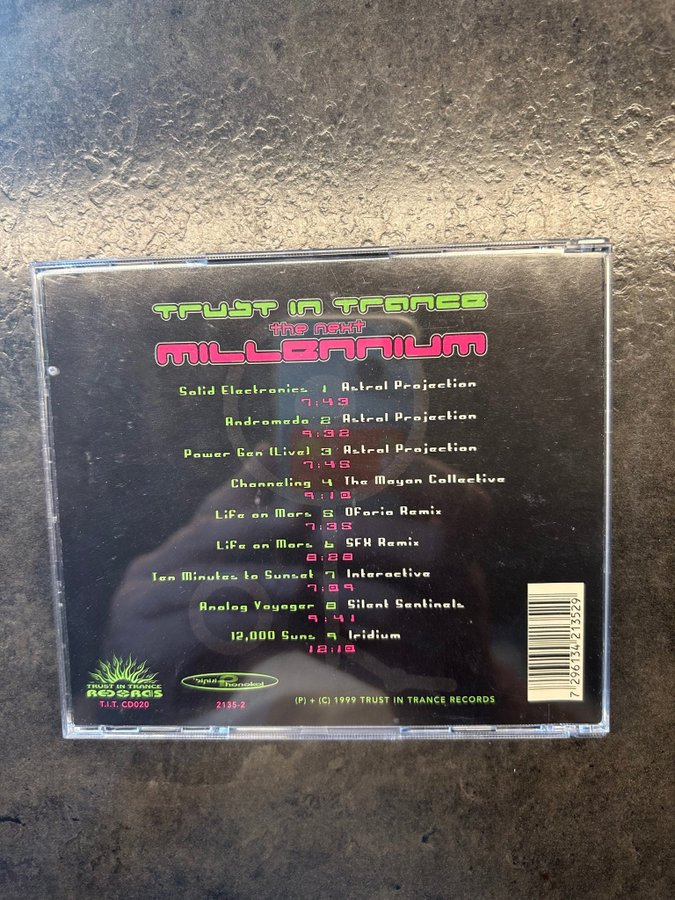 Trust in Trance
the next
Millennium
Solid Electronics 1 Astral Projection
7:43
Andromeda 2 Astral Projection
9:32
Power Gen (Live) 3 Astral Projection
7:45
Channeling 4 The Mayan Collective
9:10
Life on Mars 5 Oforia Remix
7:35
Life on Mars 6 SFX Remix
8:28
Ten Minutes to Sunset 7 Interactive
7:09
Analog Voyager 8 Silent Sentinels
9:41
12,000 Suns 9 Iridium
12:10
TRUST IN TRANCE
RECORDS
T.I.T. CD020
Phonokol
2135-2
(P) + (C) 1999 TRUST IN TRANCE RECORDS
7 296134 213529